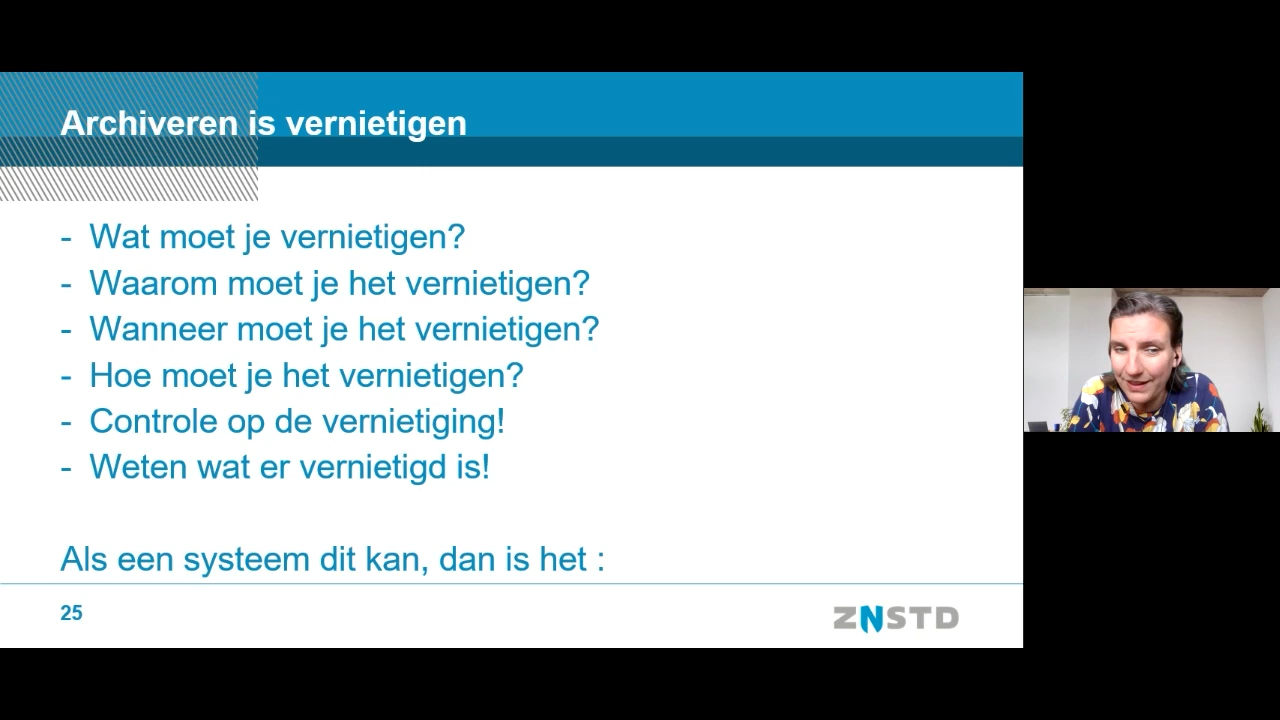 Archiveren is vernietigen
- Wat moet je vernietigen?
- Waarom moet je het vernietigen?
- Wanneer moet je het vernietigen?
- Hoe moet je het vernietigen?
- Controle op de vernietiging!
- Weten wat er vernietigd is!
Als een systeem dit kan, dan is het :
25
ZNSTD